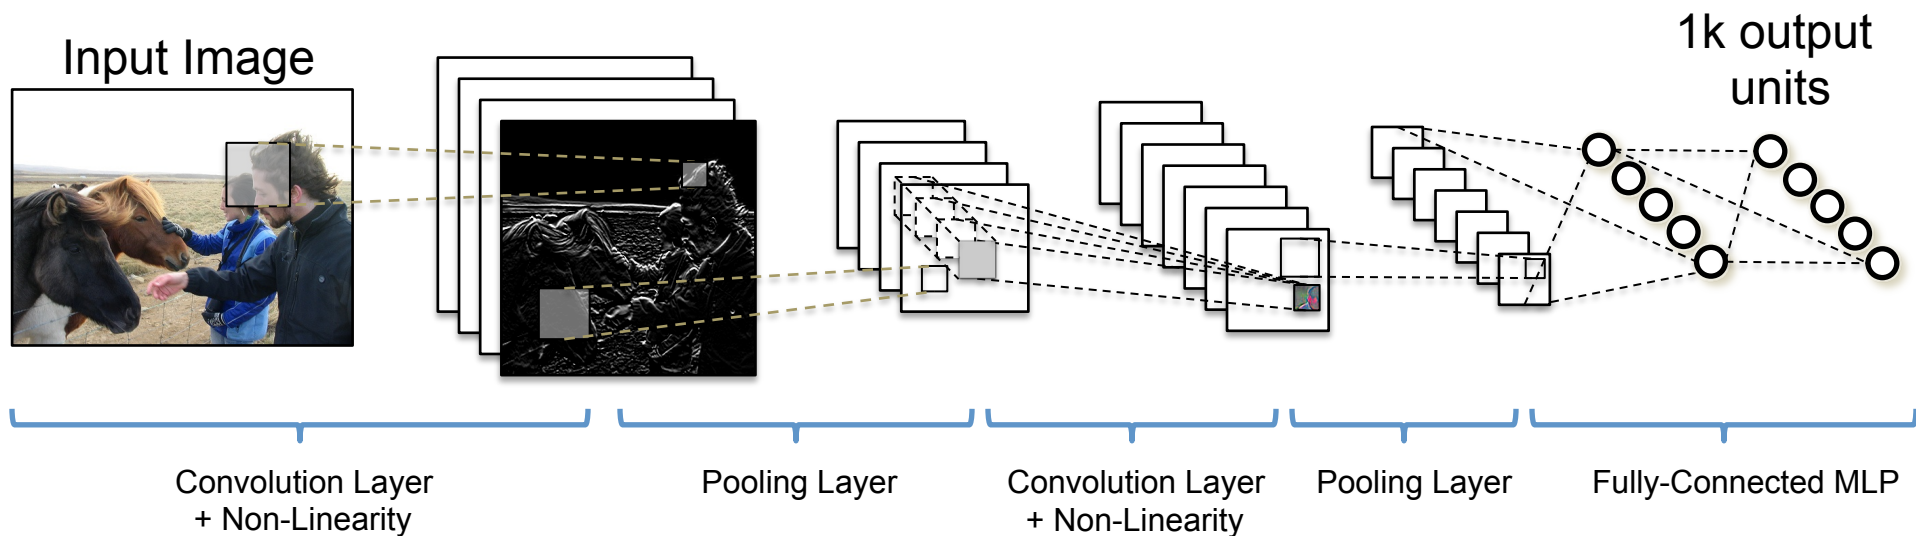 Input Image
1k output
units
Convolution Layer
+ Non-Linearity
Pooling Layer
Convolution Layer
+ Non-Linearity
Pooling Layer
Fully-Connected MLP